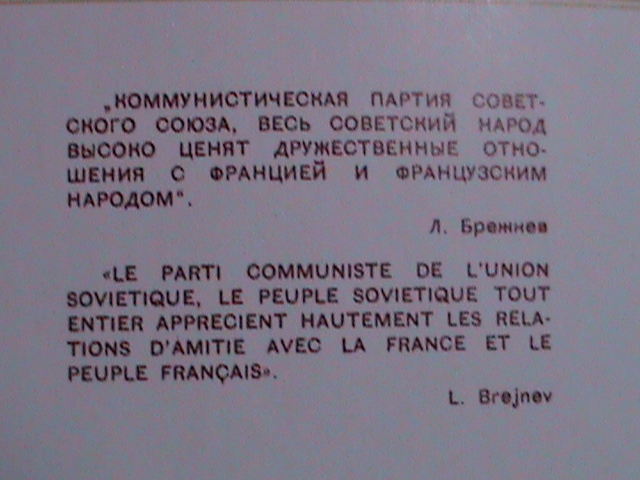 „КОММУНИСТИЧЕСКАЯ ПАРТИЯ СОВЕТ-
СКОГО СОЮЗА, ВЕСЬ СОВЕТСКИЙ НАРОД
ВЫСОКО ЦЕНЯТ ДРУЖЕСТВЕННЫЕ ОТНО-
ШЕНИЯ С ФРАНЦИЕЙ И ФРАНЦУЗСКИМ
НАРОДОМ“.
Л. Брежнев
«LE PARTI COMMUNISTE DE L'UNION
SOVIETIQUE, LE PEUPLE SOVIETIQUE TOUT
ENTIER APPRECIENT HAUTEMENT LES RELA-
TIONS D'AMITIE AVEC LA FRANCE ET LE
PEUPLE FRANÇAIS».
L. Brejnev